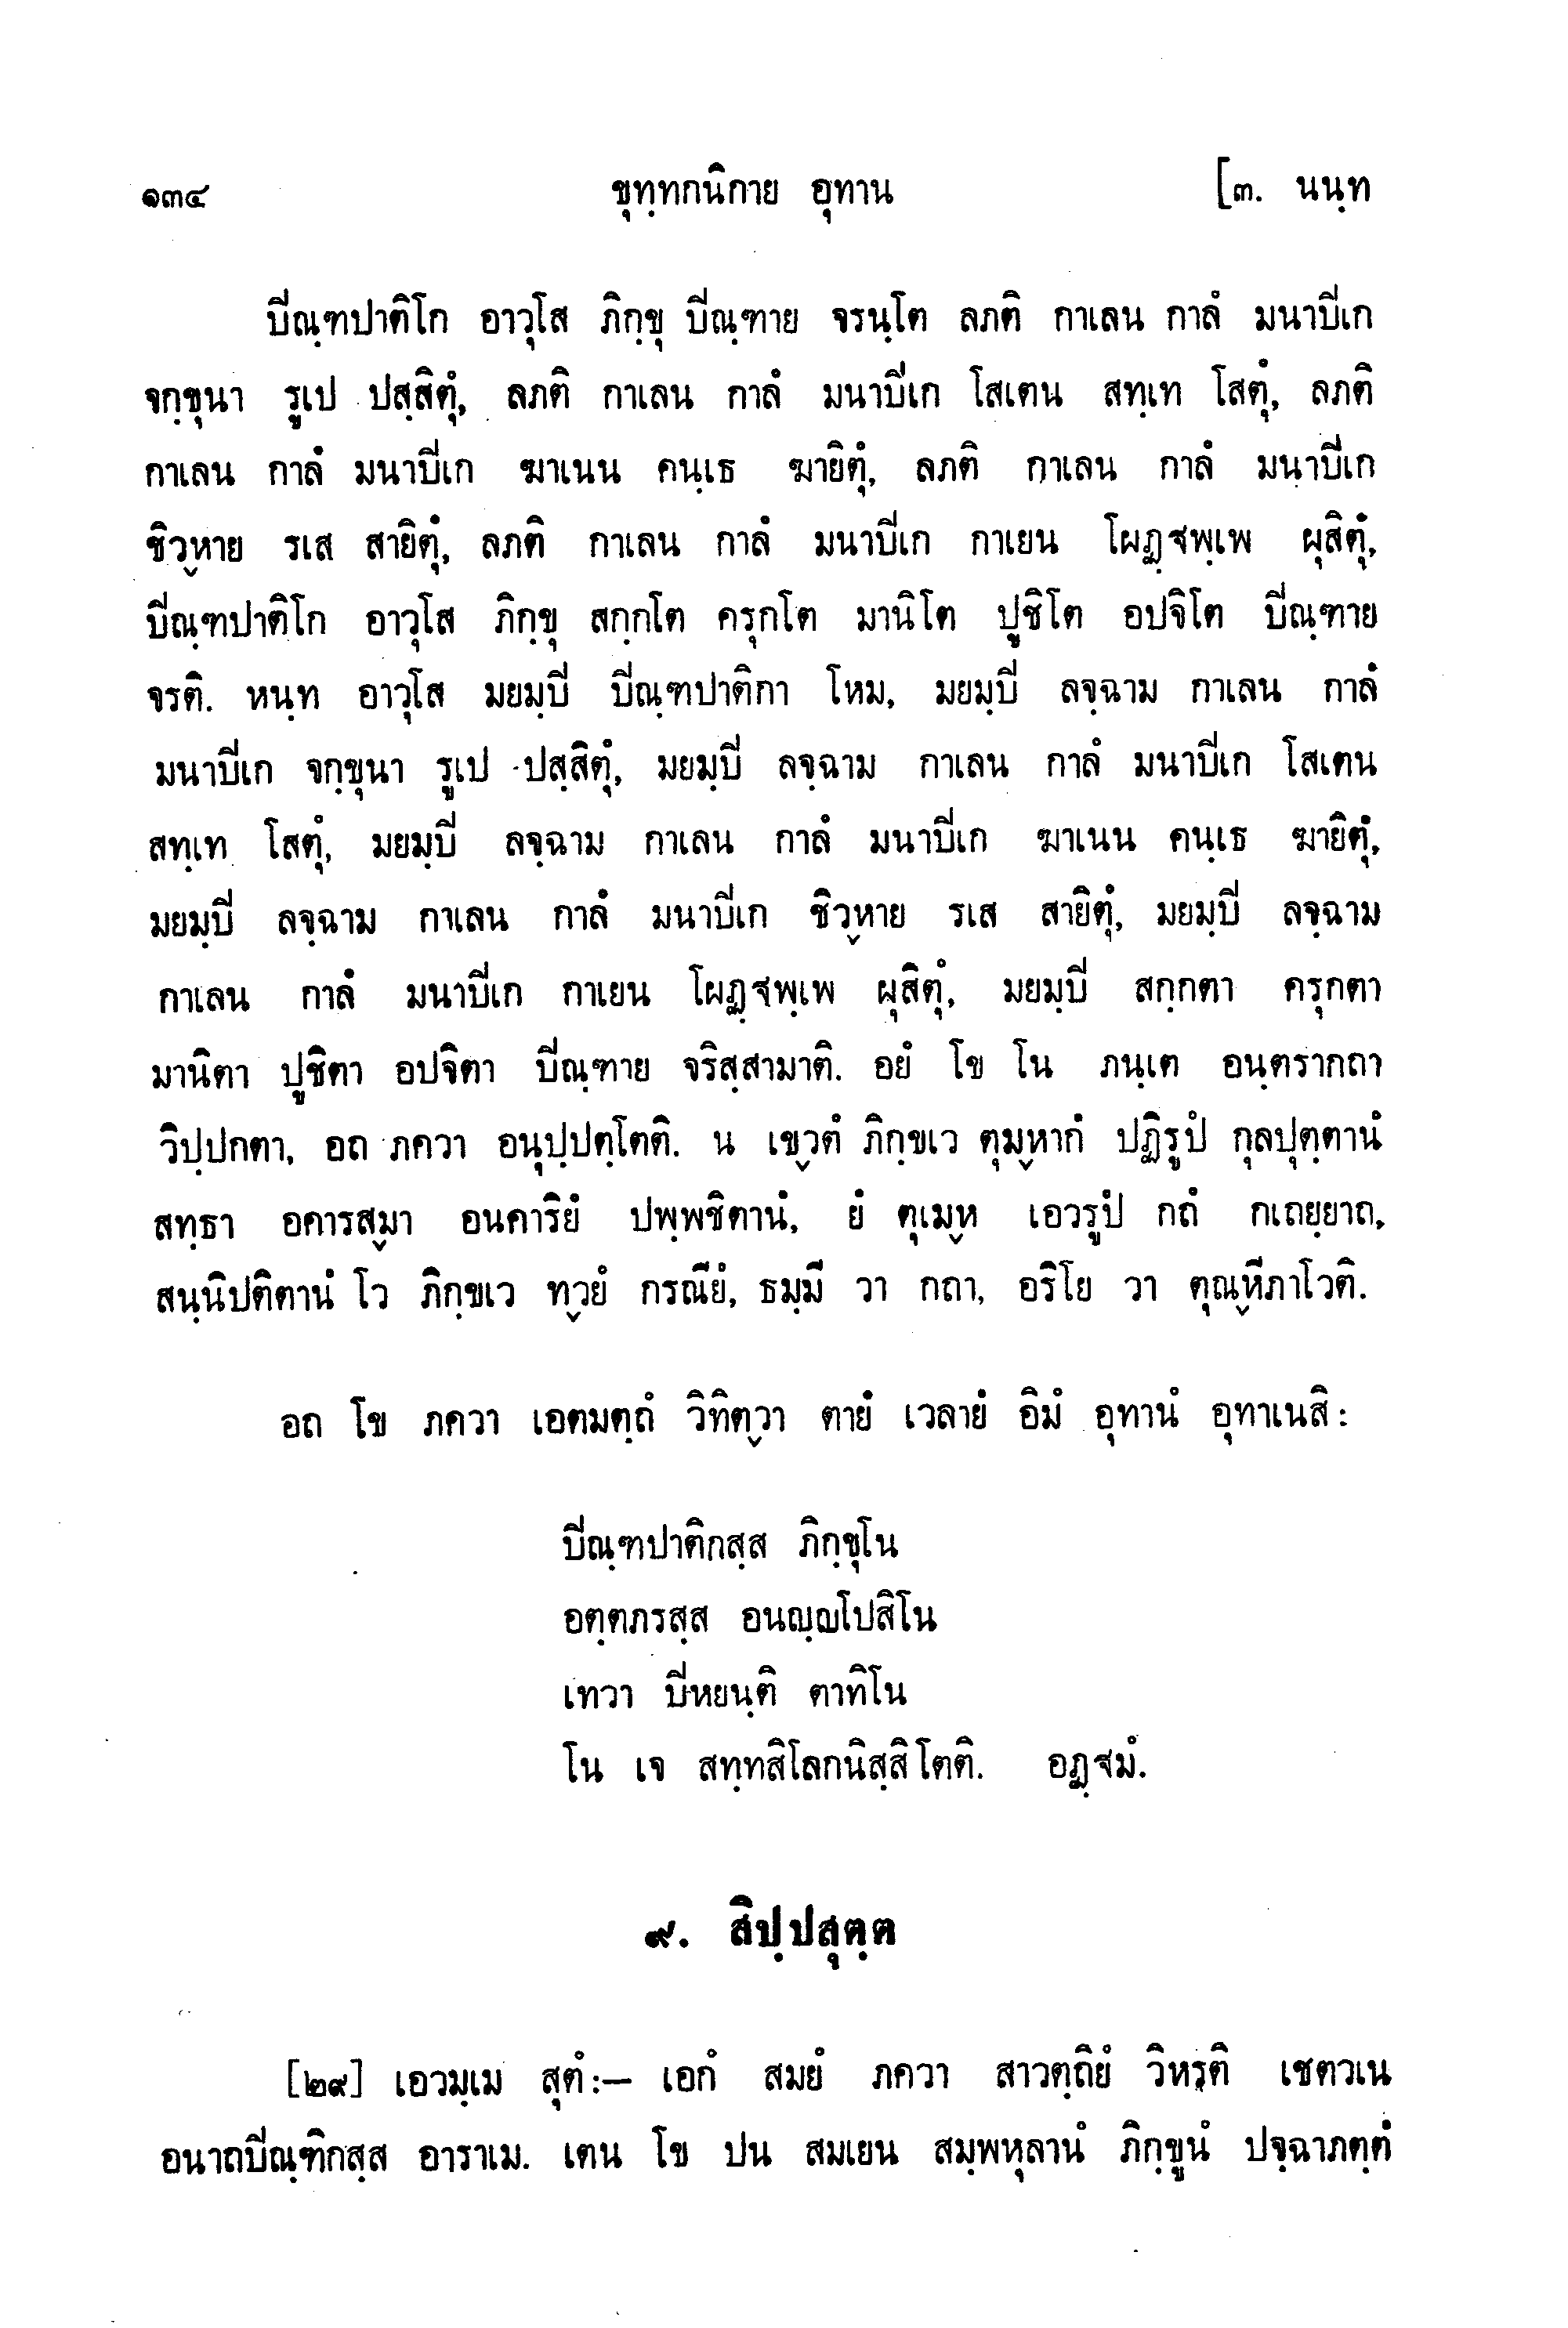 ๑๓๔ ขุทฺทกนิกาย อุทาน [๓. นนฺท
ปิณฺฑปาติโก อาวุโส ภิกฺขุ ปิณฺฑาย จรนฺโต ลภติ กาเลน กาลํ มนาปิเก
จกฺขุนา รูเป ปสฺสิตุํ, ลภติ กาเลน กาลํ มนาปิเก โสเตน สทฺเท โสตุํ, ลภติ
กาเลน กาลํ มนาปิเก ฆาเนน คนฺเธ ฆายิตุํ, ลภติ กาเลน กาลํ มนาปิเก
ชิวฺหาย รเส สายิตุํ, ลภติ กาเลน กาลํ มนาปิเก กาเยน โผฏฺฐพฺเพ ผุสิตุํ,
ปิณฺฑปาติโก อาวุโส ภิกฺขุ สกฺกโต ครุกโต มานิโต ปูชิโต อปจิโต ปิณฺฑาย
จรติ. หนฺท อาวุโส มยมฺปิ ปิณฺฑปาติกา โหม, มยมฺปิ ลจฺฉาม กาเลน กาลํ
มนาปิเก จกฺขุนา รูเป ปสฺสิตุํ, มยมฺปิ ลจฺฉาม กาเลน กาลํ มนาปิเก โสเตน
สทฺเท โสตุํ, มยมฺปิ ลจฺฉาม กาเลน กาลํ มนาปิเก ฆาเนน คนฺเธ ฆายิตุํ,
มยมฺปิ ลจฺฉาม กาเลน กาลํ มนาปิเก ชิวฺหาย รเส สายิตุํ, มยมฺปิ ลจฺฉาม
กาเลน กาลํ มนาปิเก กาเยน โผฏฺฐพฺเพ ผุสิตุํ, มยมฺปิ สกฺกตา ครุกตา
มานิตา ปูชิตา อปจิตา ปิณฺฑาย จริสฺสามาติ. อยํ โข โน ภนฺเต อนฺตรากถา
วิปฺปกตา, อถ ภควา อนุปฺปตฺโตติ. น เขฺวตํ ภิกฺขเว ตุมฺหากํ ปฏิรูปํ กุลปุตฺตานํ
สทฺธา อคารสฺมา อนคาริยํ ปพฺพชิตานํ, ยํ ตุเมฺห เอวรูปํ กถํ กเถยฺยาถ,
สนฺนิปติตานํ โว ภิกฺขเว ทฺวยํ กรณียํ, ธมฺมี วา กถา, อริโย วา ตุณฺหีภาโวติ.
อถ โข ภควา เอตมตฺถํ วิทิตฺวา ตายํ เวลายํ อิมํ อุทานํ อุทาเนสิ :
ปิณฺฑปาติกสฺส ภิกฺขุโน
อตฺตภรสฺส อนญฺญโปสิโน
เทวา ปิหยนฺติ ตาทิโน
โน เจ สทฺทสิโลกนิสฺสิโตติ. อฏฺฐมํ.
๙. สิปฺปสุตฺต
[๒๙] เอวมฺเม สุตํ:— เอกํ สมยํ ภควา สาวตฺถิยํ วิหรติ เชตวเน
อนาถปิณฺฑิกสฺส อาราเม. เตน โข ปน สมเยน สมฺพหุลานํ ภิกฺขูนํ ปจฺฉาภตฺตํ